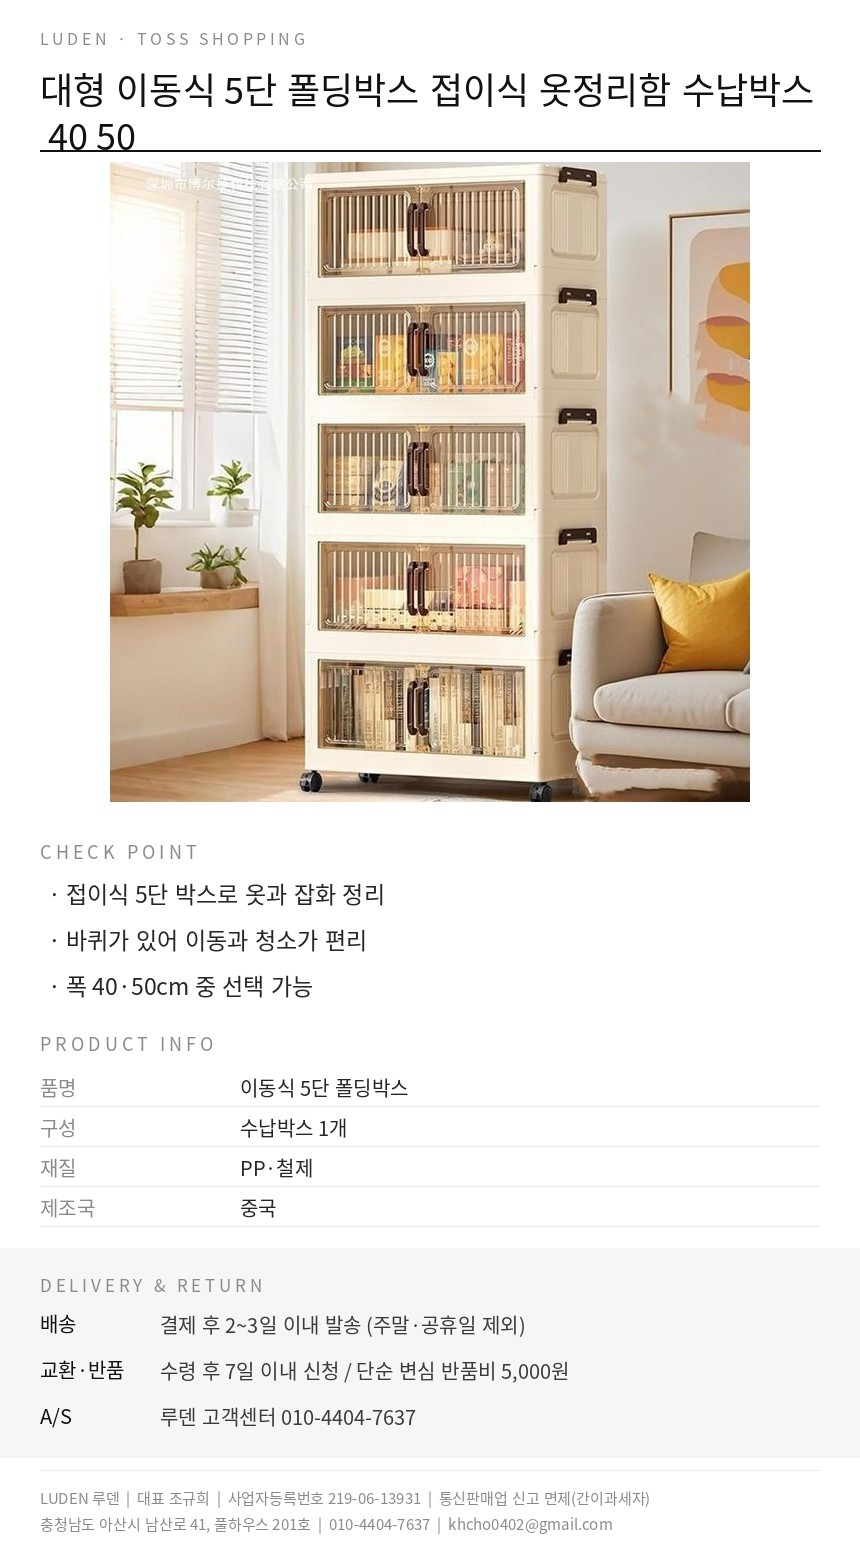 LUDEN · TOSS SHOPPING
대형 이동식 5단 폴딩박스 접이식 옷정리함 수납박스
40 50
CHECK POINT
· 접이식 5단 박스로 옷과 잡화 정리
· 바퀴가 있어 이동과 청소가 편리
· 폭 40·50cm 중 선택 가능
PRODUCT INFO
품명 이동식 5단 폴딩박스
구성 수납박스 1개
재질 PP·철제
제조국 중국
DELIVERY & RETURN
배송 결제 후 2~3일 이내 발송 (주말·공휴일 제외)
교환·반품 수령 후 7일 이내 신청 / 단순 변심 반품비 5,000원
A/S 루덴 고객센터 010-4404-7637
LUDEN 루덴 | 대표 조규희 | 사업자등록번호 219-06-13931 | 통신판매업 신고 면제(간이과세자)
충청남도 아산시 남산로 41, 풀하우스 201호 | 010-4404-7637 | khcho0402@gmail.com